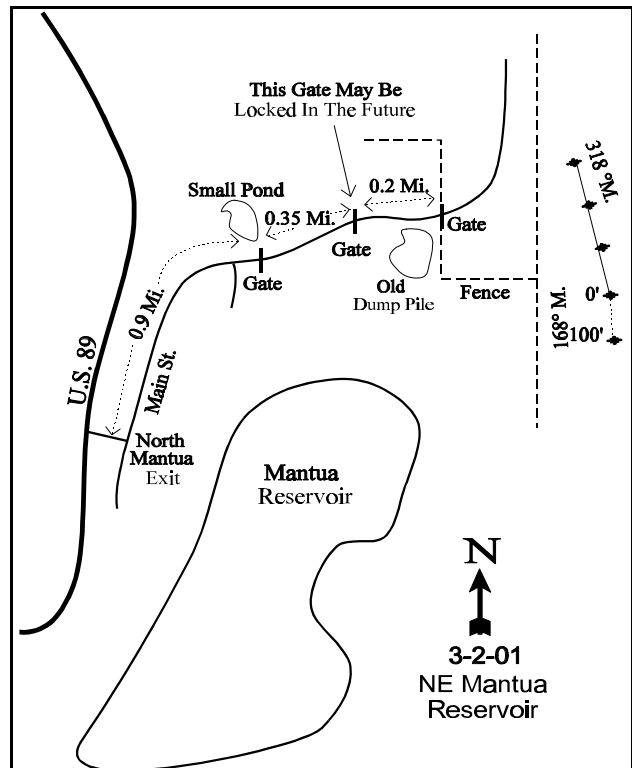 This Gate May Be
Locked In The Future
318 °M.
Small Pond
0.2 Mi.
0.35 Mi.
Gate
Gate
Gate
Old
Dump Pile
Fence
0'
100'
168° M.
0.9 Mi.
U.S. 89
Main St.
North
Mantua
Exit
Mantua
Reservoir
N
3-2-01
NE Mantua
Reservoir